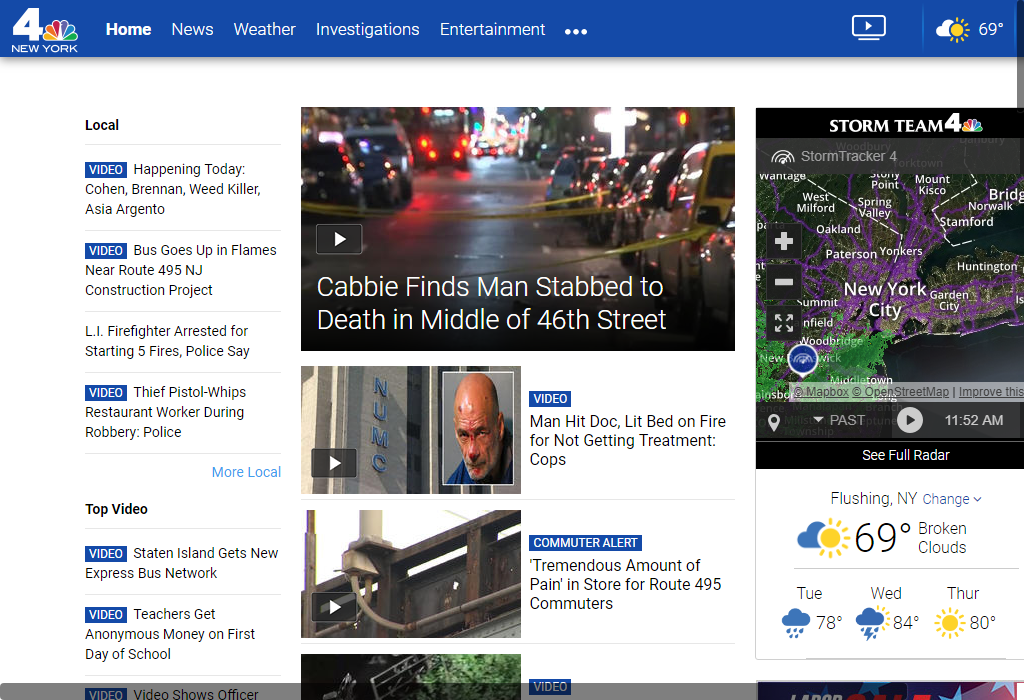 4
NEW YORK
Home News Weather Investigations Entertainment •••
69°
Local
VIDEO Happening Today:
Cohen, Brennan, Weed Killer,
Asia Argento
VIDEO Bus Goes Up in Flames
Near Route 495 NJ
Construction Project
L.I. Firefighter Arrested for
Starting 5 Fires, Police Say
VIDEO Thief Pistol-Whips
Restaurant Worker During
Robbery: Police
More Local
Top Video
VIDEO Staten Island Gets New
Express Bus Network
VIDEO Teachers Get
Anonymous Money on First
Day of School
VIDEO Video Shows Officer
Cabbie Finds Man Stabbed to
Death in Middle of 46th Street
NUMC
VIDEO
Man Hit Doc, Lit Bed on Fire
for Not Getting Treatment:
Cops
COMMUTER ALERT
'Tremendous Amount of
Pain' in Store for Route 495
Commuters
VIDEO
STORM TEAM 4
StormTracker 4
Woodbury
Danbury
Yorktown
Wantage
Stony
Point
Mount
Kisco
West
Milford
Spring
Valley
Norwalk
Stamford
Oakland
Paterson Yonkers
Huntington
New York
City
Garden
City
Summit
Woodbridge
Middletown
© Mapbox © OpenStreetMap | Improve this
PAST
11:52 AM
See Full Radar
Flushing, NY Change
69° Broken
Clouds
Tue Wed Thur
78° 84° 80°
LABOR